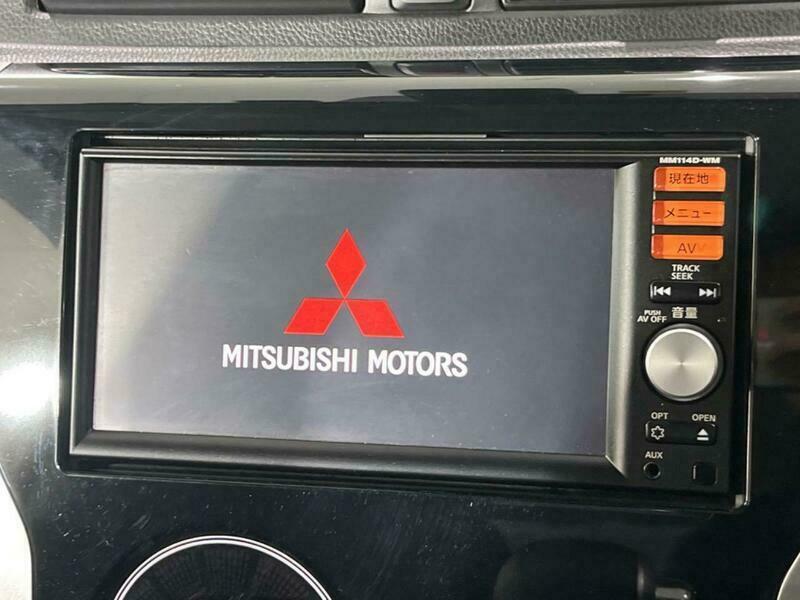 MM114D-WM
現在地
メニュー
AV
TRACK
SEEK
PUSH
AV OFF
音量
OPT
OPEN
AUX
MITSUBISHI MOTORS